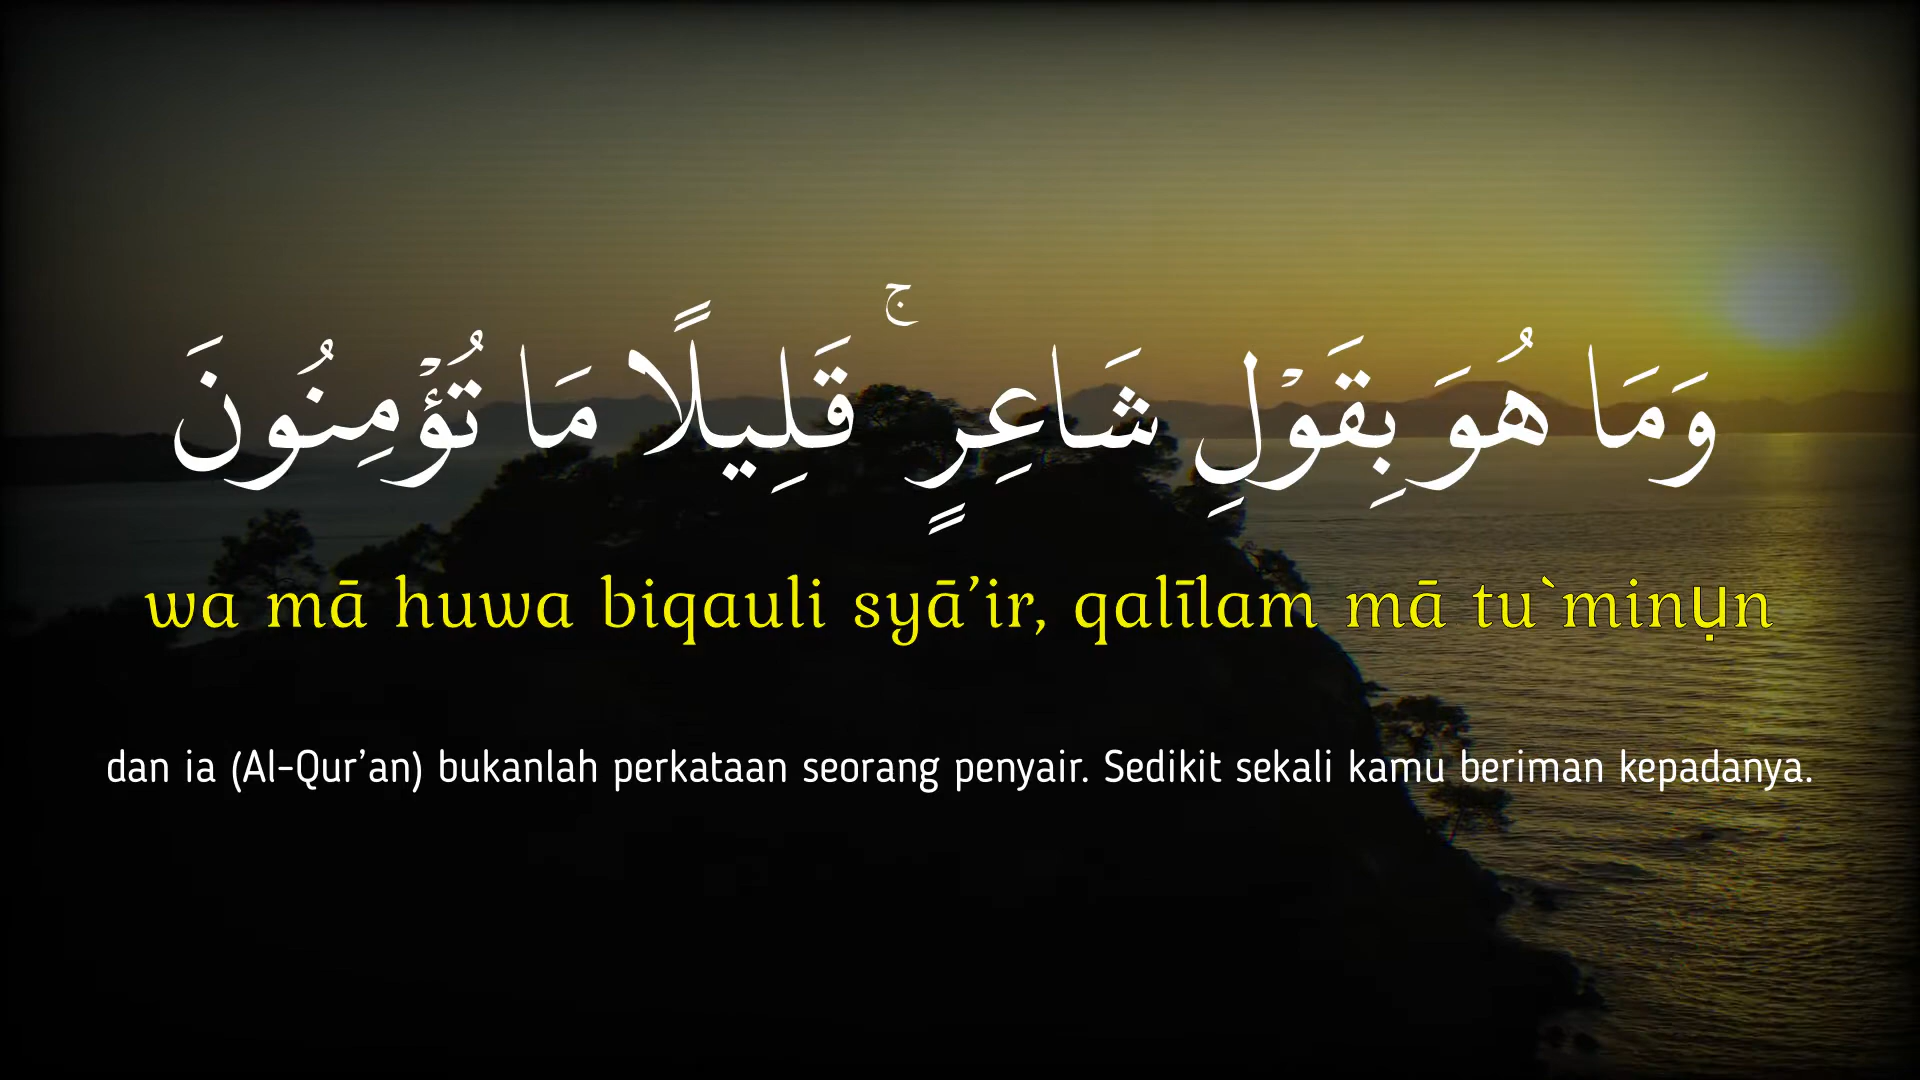 وَمَا هُوَ بِقَوْلِ شَاعِرٍ ۚ قَلِيلًا مَا تُؤْمِنُونَ
wa mā huwa biqauli syā’ir, qalīlam mā tu`minụn
dan ia (Al-Qur’an) bukanlah perkataan seorang penyair. Sedikit sekali kamu beriman kepadanya.